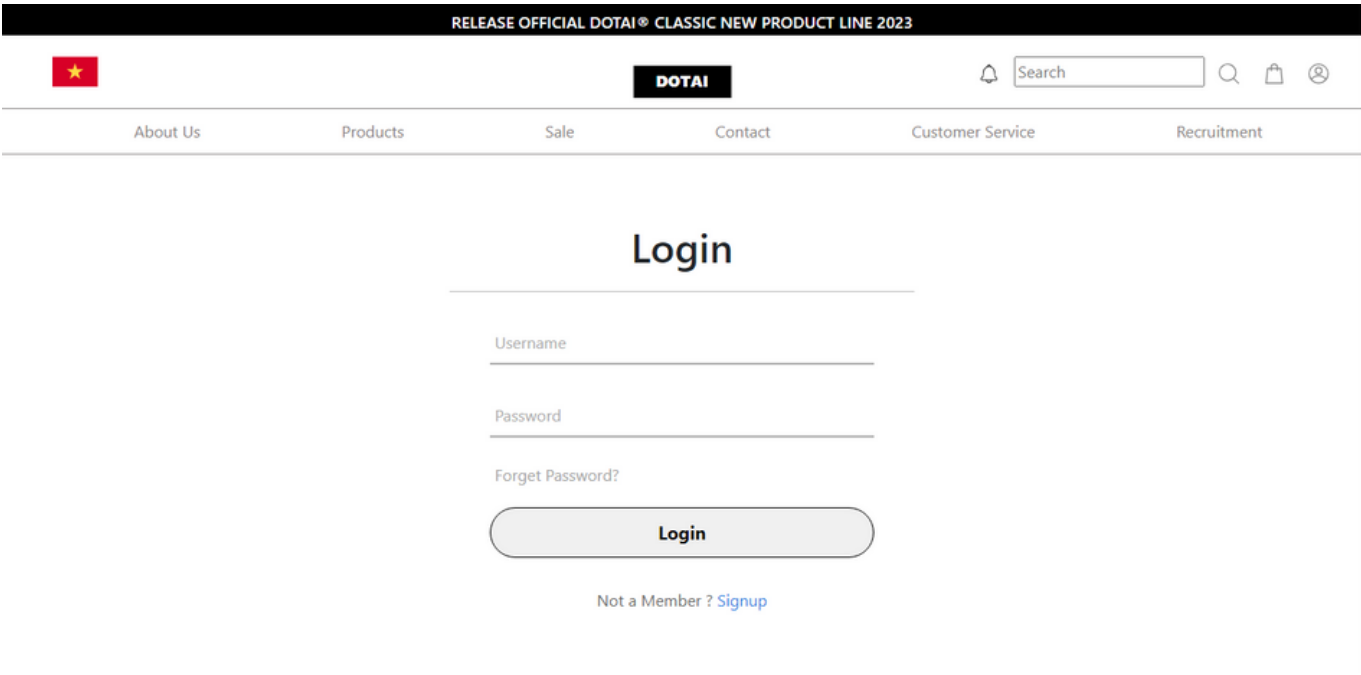 RELEASE OFFICIAL DOTAI® CLASSIC NEW PRODUCT LINE 2023
DOTAI
Search
About Us Products Sale Contact Customer Service Recruitment
Login
Username
Password
Forget Password?
Login
Not a Member ? Signup